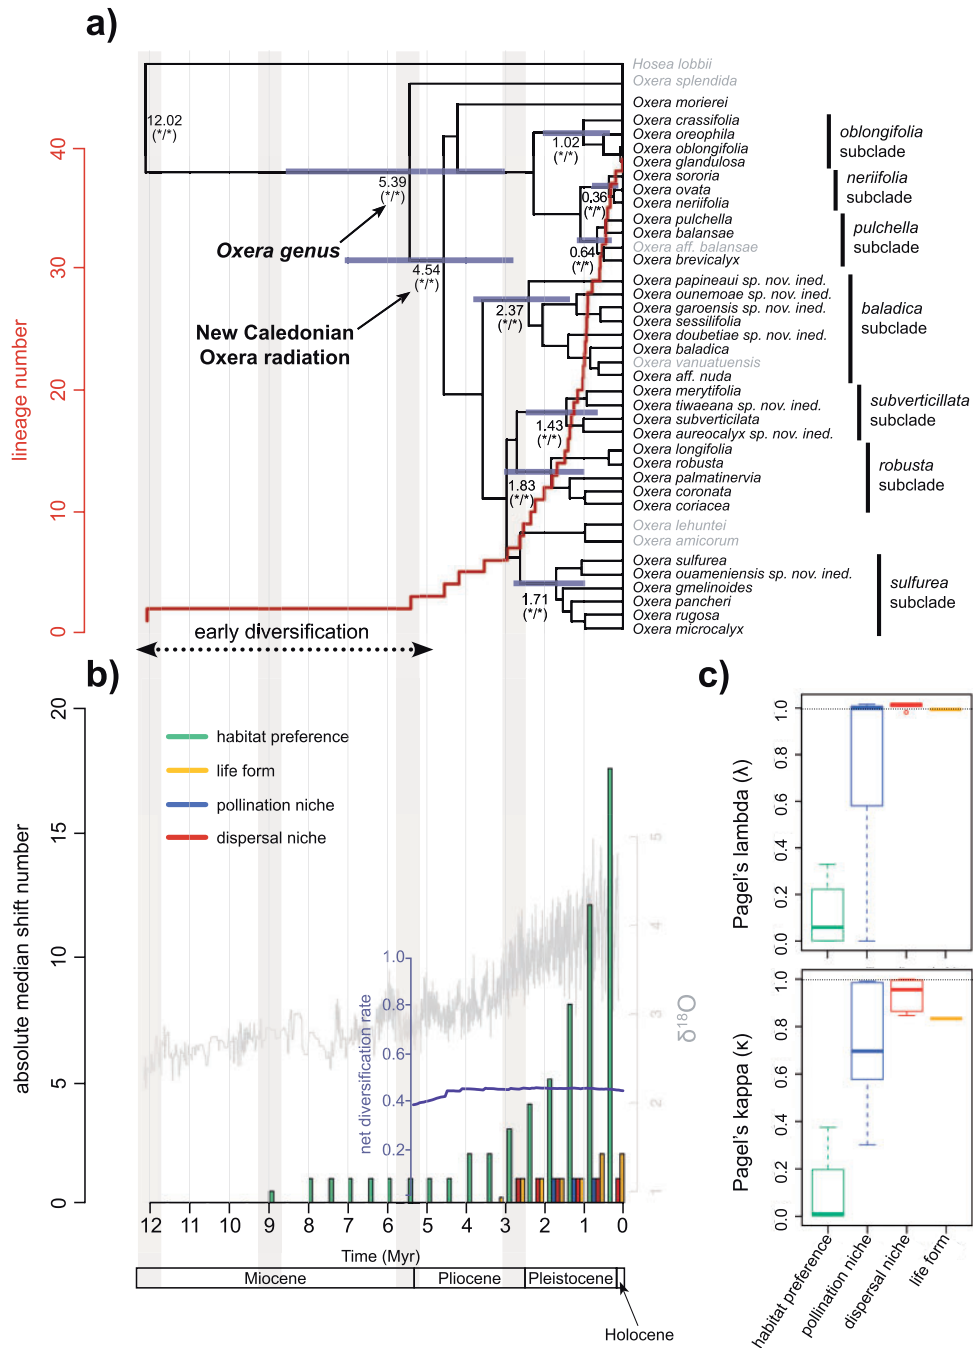 a)
Hosea lobbii
Oxera splendida
Oxera morierei
Oxera crassifolia
Oxera oreophila
Oxera oblongifolia
Oxera glandulosa
Oxera sororia
Oxera ovata
Oxera neriifolia
Oxera pulchella
Oxera balansae
Oxera aff. balansae
Oxera brevicalyx
Oxera papineaui sp. nov. ined.
Oxera ounemoae sp. nov. ined.
Oxera garoensis sp. nov. ined.
Oxera sessilifolia
Oxera doubetiae sp. nov. ined.
Oxera baladica
Oxera vanuatuensis
Oxera aff. nuda
Oxera merytifolia
Oxera tiwaeana sp. nov. ined.
Oxera subverticilata
Oxera aureocalyx sp. nov. ined.
Oxera longifolia
Oxera robusta
Oxera palmatinervia
Oxera coronata
Oxera coriacea
Oxera lehuntei
Oxera amicorum
Oxera sulfurea
Oxera ouameniensis sp. nov. ined.
Oxera gmelinoides
Oxera pancheri
Oxera rugosa
Oxera microcalyx
oblongifolia
subclade
neriifolia
subclade
pulchella
subclade
baladica
subclade
subverticillata
subclade
robusta
subclade
sulfurea
subclade
12.02
(*/*)
5.39
(*/*)
4.54
(*/*)
1.02
(*/*)
0.36
(*/*)
0.64
(*/*)
2.37
(*/*)
1.43
(*/*)
1.83
(*/*)
1.71
(*/*)
Oxera genus
New Caledonian
Oxera radiation
lineage number
40
30
20
10
0
early diversification
b)
absolute median shift number
20
15
10
5
0
habitat preference
life form
pollination niche
dispersal niche
net diversification rate
1.0
0.8
0.6
0.4
0.2
δ18O
5
4
3
2
1
12 11 10 9 8 7 6 5 4 3 2 1 0
Time (Myr)
Miocene Pliocene Pleistocene
Holocene
c)
Pagel's lambda (λ)
1.0
0.8
0.6
0.4
0.2
0.0
Pagel's kappa (κ)
1.0
0.8
0.6
0.4
0.2
0.0
habitat preference
pollination niche
dispersal niche
life form